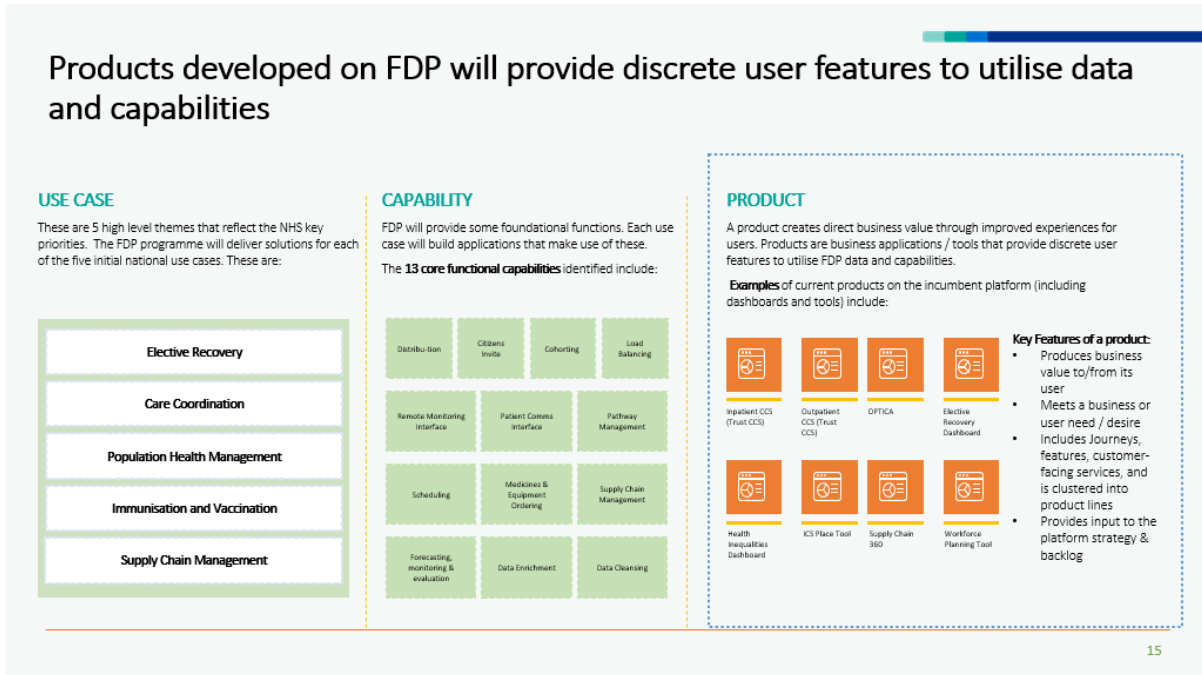 Products developed on FDP will provide discrete user features to utilise data
and capabilities
USE CASE
These are 5 high level themes that reflect the NHS key
priorities. The FDP programme will deliver solutions for each
of the five initial national use cases. These are:
Elective Recovery
Care Coordination
Population Health Management
Immunisation and Vaccination
Supply Chain Management
CAPABILITY
FDP will provide some foundational functions. Each use
case will build applications that make use of these.
The 13 core functional capabilities identified include:
Distribu-tion
Citizens
Invite
Cohorting
Load
Balancing
Remote Monitoring
Interface
Patient Comms
Interface
Pathway
Management
Scheduling
Medicines &
Equipment
Ordering
Supply Chain
Management
Forecasting,
monitoring &
evaluation
Data Enrichment
Data Cleansing
PRODUCT
A product creates direct business value through improved experiences for
users. Products are business applications / tools that provide discrete user
features to utilise FDP data and capabilities.
Examples of current products on the incumbent platform (including
dashboards and tools) include:
Inpatient CCS
(Trust CCS)
Outpatient
CCS (Trust
CCS)
OPTICA
Elective
Recovery
Dashboard
Health
Inequalities
Dashboard
ICS Place Tool
Supply Chain
360
Workforce
Planning Tool
Key Features of a product:
• Produces business
value to/from its
user
• Meets a business or
user need / desire
• Includes Journeys,
features, customer-
facing services, and
is clustered into
product lines
• Provides input to the
platform strategy &
backlog
15